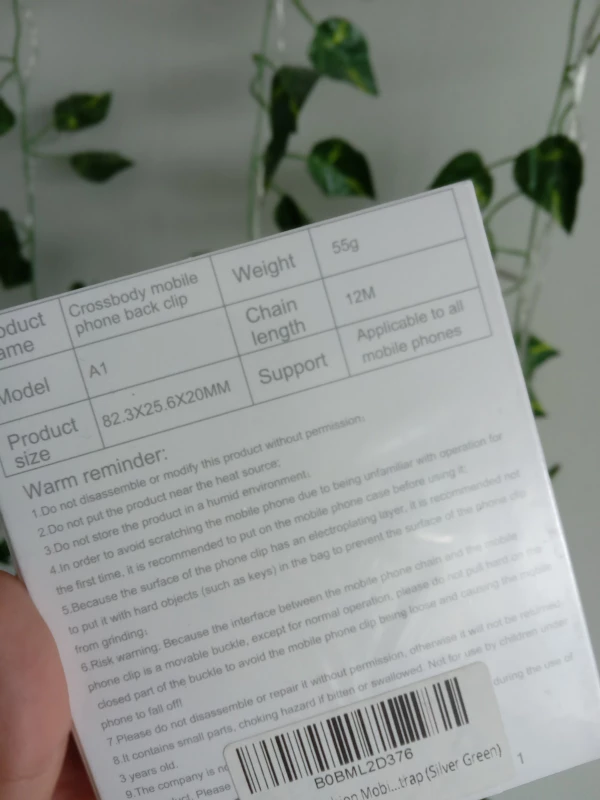 oduct
ame
Crossbody mobile
phone back clip
Weight
55g
Model
A1
Chain
length
12M
Product
size
82.3X25.6X20MM
Support
Applicable to all
mobile phones
Warm reminder:
1.Do not disassemble or modify this product without permission;
2.Do not put the product near the heat source;
3.Do not store the product in a humid environment;
4.In order to avoid scratching the mobile phone due to being unfamiliar with operation for
the first time, it is recommended to put on the mobile phone case before using it;
5.Because the surface of the phone clip has an electroplating layer, it is recommended not
to put it with hard objects (such as keys) in the bag to prevent the surface of the phone clip
from grinding;
6.Risk warning. Because the interface between the mobile phone chain and the mobile
phone clip is a movable buckle, except for normal operation, please do not pull hard on the
closed part of the buckle to avoid the mobile phone clip being loose and causing the mobile
phone to fall off!
7.Please do not disassemble or repair it without permission, otherwise it will not be returned
8.It contains small parts, choking hazard if bitten or swallowed. Not for use by children under
3 years old.
9.The company is
during the use of
duct. Please
B0BML2D376
hion Mobi...trap (Silver Green)
1